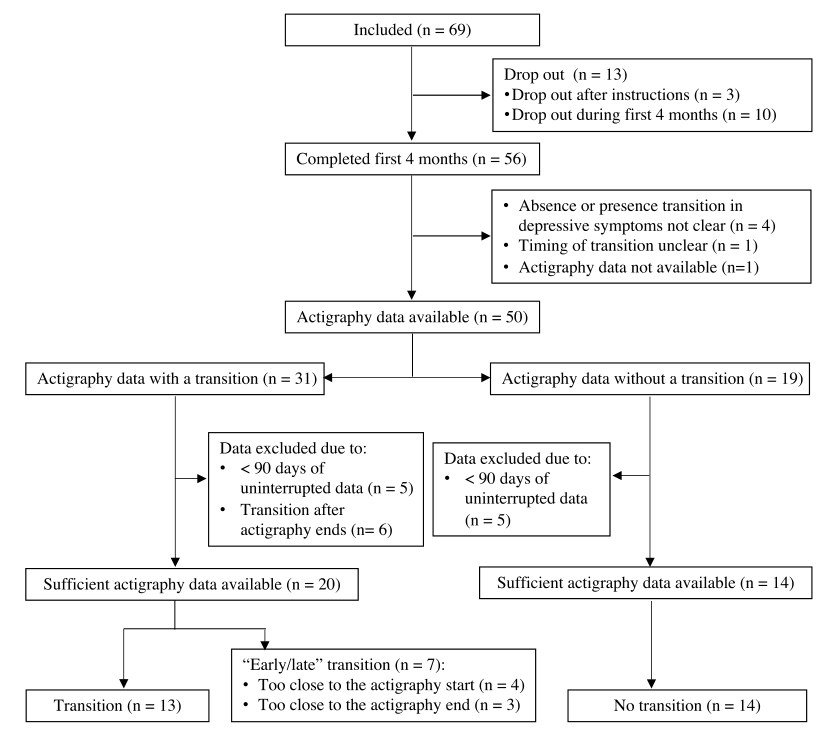 Included (n = 69)
Drop out  (n = 13)
•Drop out after instructions (n = 3)
•Drop out during first 4 months (n = 10)
Completed first 4 months (n = 56)
• Absence or presence transition in
depressive symptoms not clear (n = 4)
• Timing of transition unclear (n = 1)
• Actigraphy data not available (n=1)
Actigraphy data available (n = 50)
Actigraphy data with a transition (n = 31)
Actigraphy data without a transition (n = 19)
Data excluded due to:
• < 90 days of
uninterrupted data (n = 5)
• Transition after
actigraphy ends (n= 6)
Data excluded due to:
• < 90 days of
uninterrupted data
(n = 5)
Sufficient actigraphy data available (n = 20)
Sufficient actigraphy data available (n = 14)
“Early/late” transition (n = 7):
• Too close to the actigraphy start (n = 4)
• Too close to the actigraphy end (n = 3)
Transition (n = 13)
No transition (n = 14)